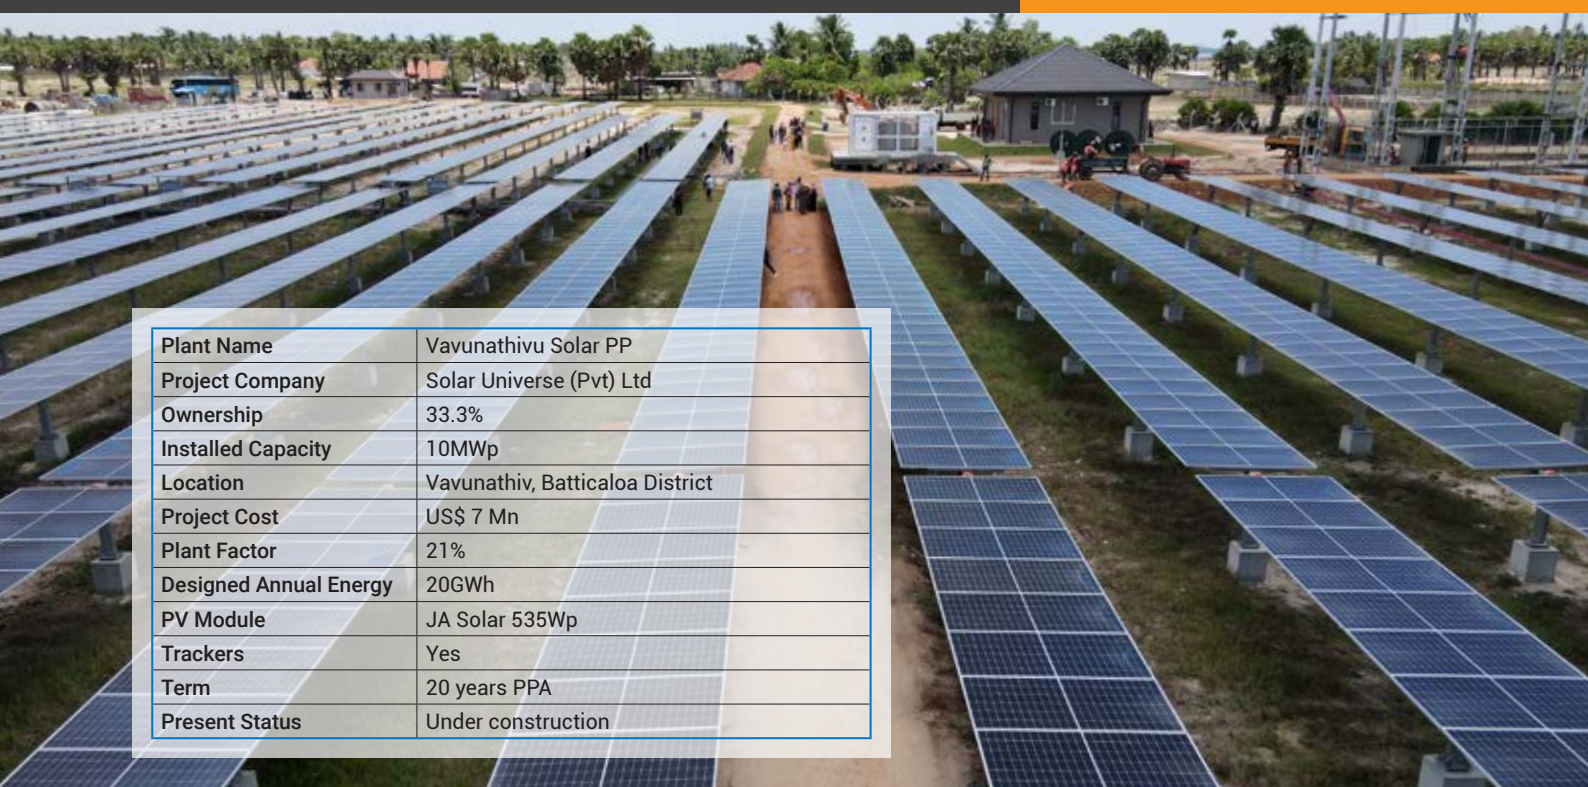 Plant Name Vavunathivu Solar PP
Project Company Solar Universe (Pvt) Ltd
Ownership 33.3%
Installed Capacity 10MWp
Location Vavunathiv, Batticaloa District
Project Cost US$ 7 Mn
Plant Factor 21%
Designed Annual Energy 20GWh
PV Module JA Solar 535Wp
Trackers Yes
Term 20 years PPA
Present Status Under construction